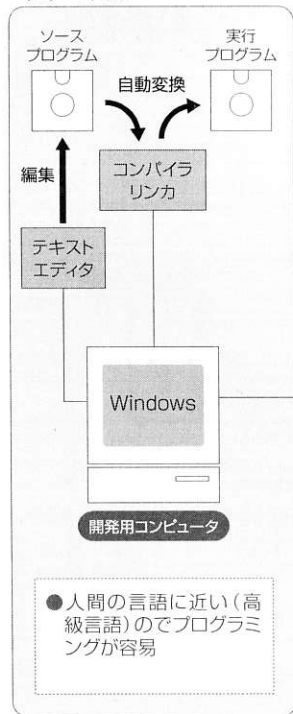 ソース
プログラム
実行
プログラム
自動変換
編集
コンパイラ
リンカ
テキスト
エディタ
Windows
開発用コンピュータ
●人間の言語に近い(高
級言語)のでプログラミ
ングが容易